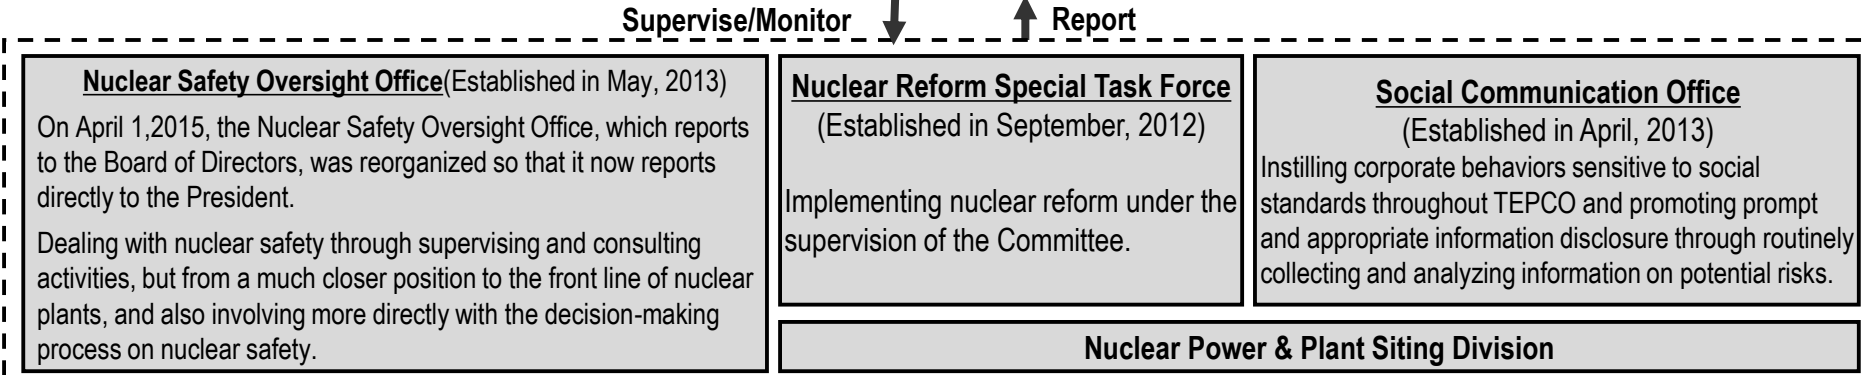 Supervise/Monitor
Report
Nuclear Safety Oversight Office(Established in May, 2013)
On April 1,2015, the Nuclear Safety Oversight Office, which reports
to the Board of Directors, was reorganized so that it now reports
directly to the President.
Dealing with nuclear safety through supervising and consulting
activities, but from a much closer position to the front line of nuclear
plants, and also involving more directly with the decision-making
process on nuclear safety.
Nuclear Reform Special Task Force
(Established in September, 2012)
Implementing nuclear reform under the
supervision of the Committee.
Social Communication Office
(Established in April, 2013)
Instilling corporate behaviors sensitive to social
standards throughout TEPCO and promoting prompt
and appropriate information disclosure through routinely
collecting and analyzing information on potential risks.
Nuclear Power & Plant Siting Division